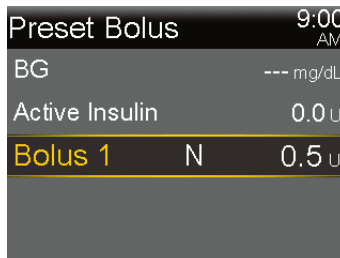 Preset Bolus 9:00
AM
BG --- mg/dL
Active Insulin 0.0 U
Bolus 1 N 0.5 U